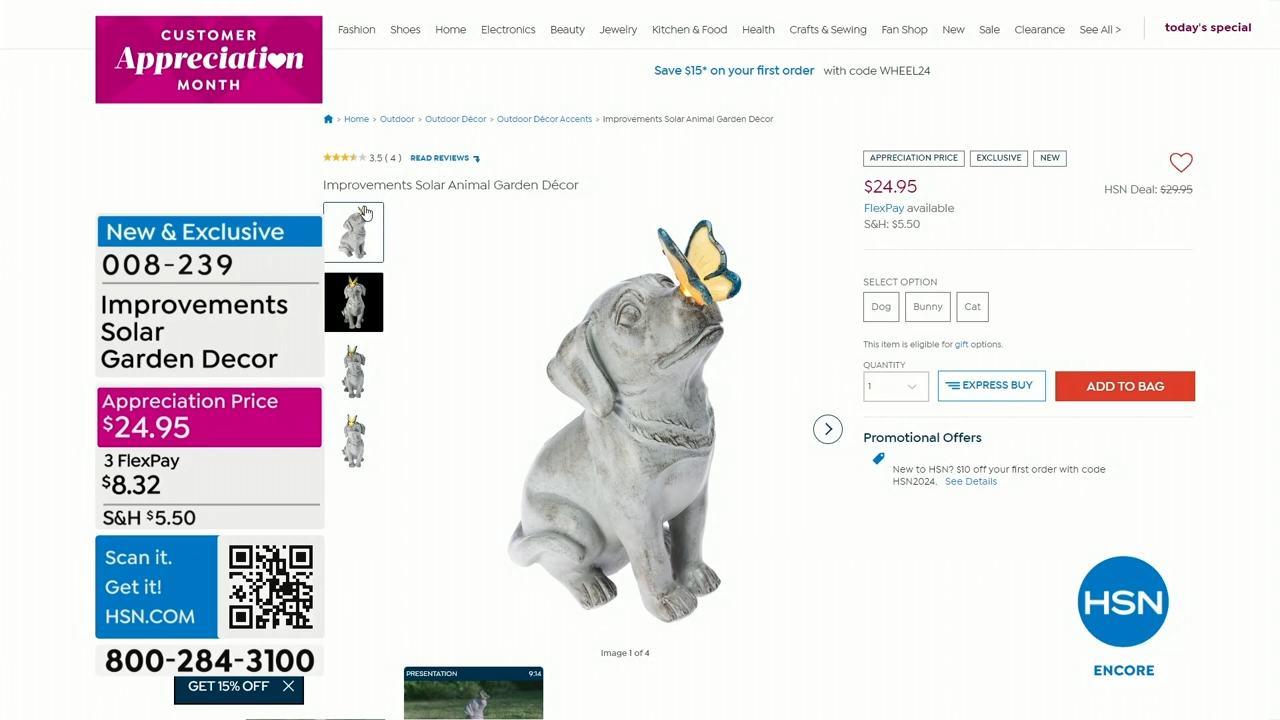 CUSTOMER
Appreciation
MONTH
Fashion Shoes Home Electronics Beauty Jewelry Kitchen & Food Health Crafts & Sewing Fan Shop New Sale Clearance See All > today's special
Save $15* on your first order with code WHEEL24
> Home > Outdoor > Outdoor Décor > Outdoor Décor Accents > Improvements Solar Animal Garden Décor
3.5 ( 4 ) READ REVIEWS
Improvements Solar Animal Garden Décor
APPRECIATION PRICE EXCLUSIVE NEW
$24.95
HSN Deal: $29.95
FlexPay available
S&H: $5.50
SELECT OPTION
Dog Bunny Cat
This item is eligible for gift options.
QUANTITY
1 EXPRESS BUY ADD TO BAG
Promotional Offers
New to HSN? $10 off your first order with code
HSN2024. See Details
New & Exclusive
008-239
Improvements
Solar
Garden Decor
Appreciation Price
$24.95
3 FlexPay
$8.32
S&H $5.50
Scan it.
Get it!
HSN.COM
800-284-3100
GET 15% OFF
Image 1 of 4
PRESENTATION 9:14
HSN
ENCORE